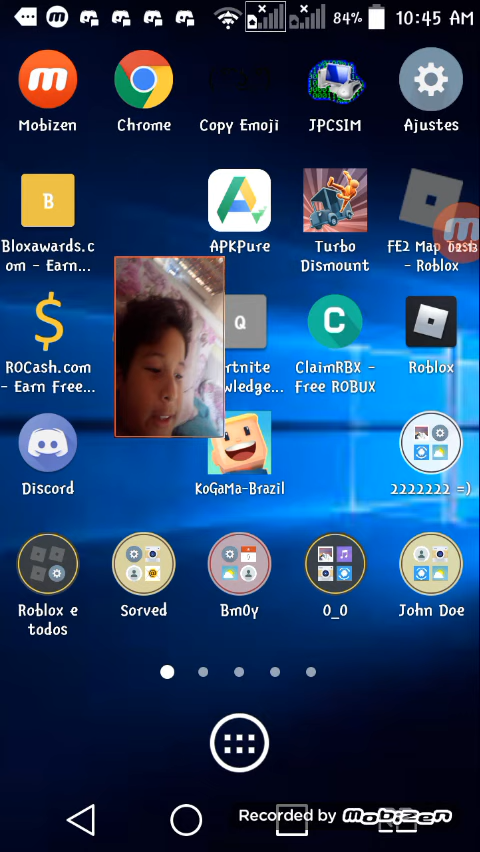 84% 10:45 AM
Mobizen Chrome Copy Emoji JPCSIM Ajustes
B
Bloxawards.c
om - Earn...
APKPure
Turbo
Dismount
FE2 Map
- Roblox
$
ROCash.com
- Earn Free...
Q
C
ClaimRBX -
Free ROBUX
Roblox
Discord KoGaMa-Brazil 2222222 =)
Roblox e
todos
Sorved Bm0y 0_0 John Doe
Recorded by Mobizen